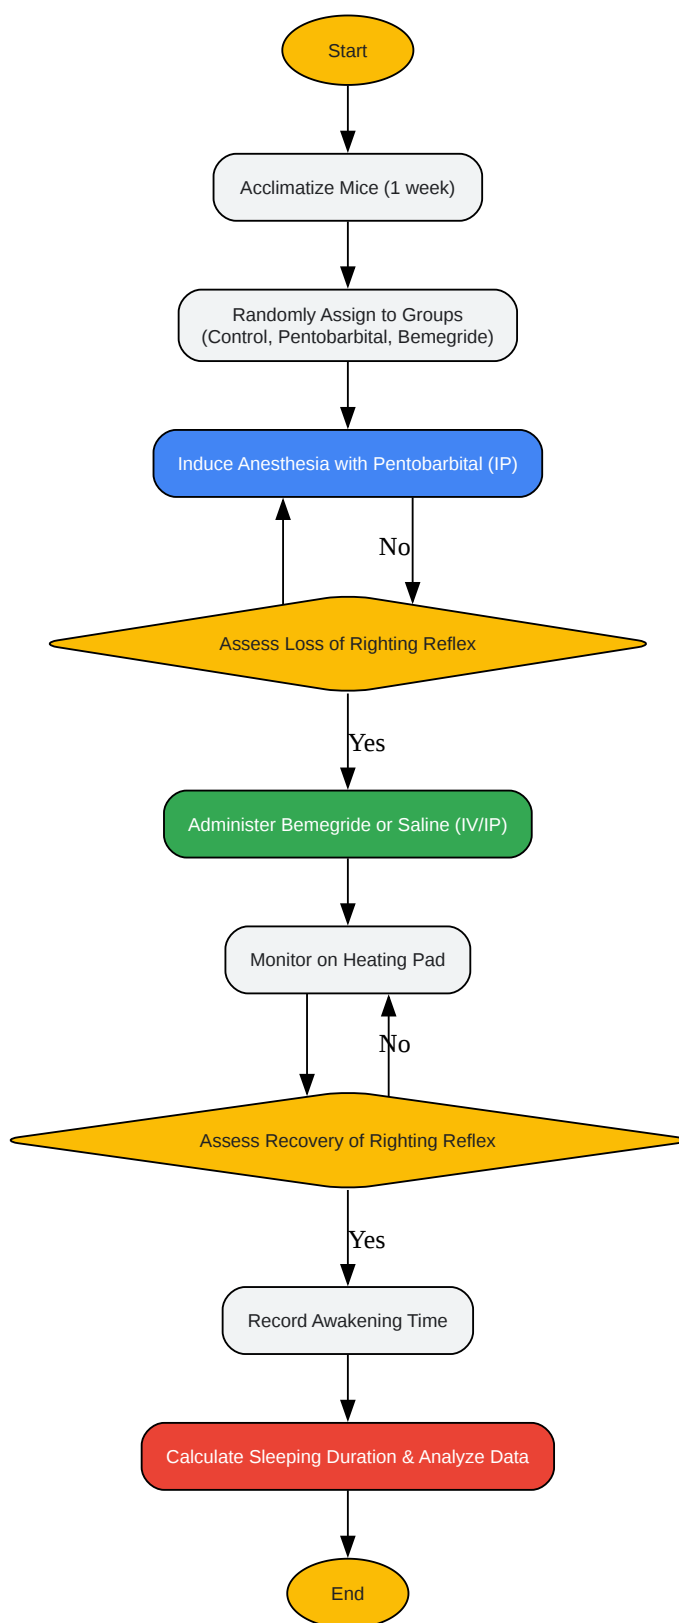 Start
Acclimatize Mice (1 week)
Randomly Assign to Groups
(Control, Pentobarbital, Bemegride)
Induce Anesthesia with Pentobarbital (IP)
No
Assess Loss of Righting Reflex
Yes
Administer Bemegride or Saline (IV/IP)
Monitor on Heating Pad
No
Assess Recovery of Righting Reflex
Yes
Record Awakening Time
Calculate Sleeping Duration & Analyze Data
End